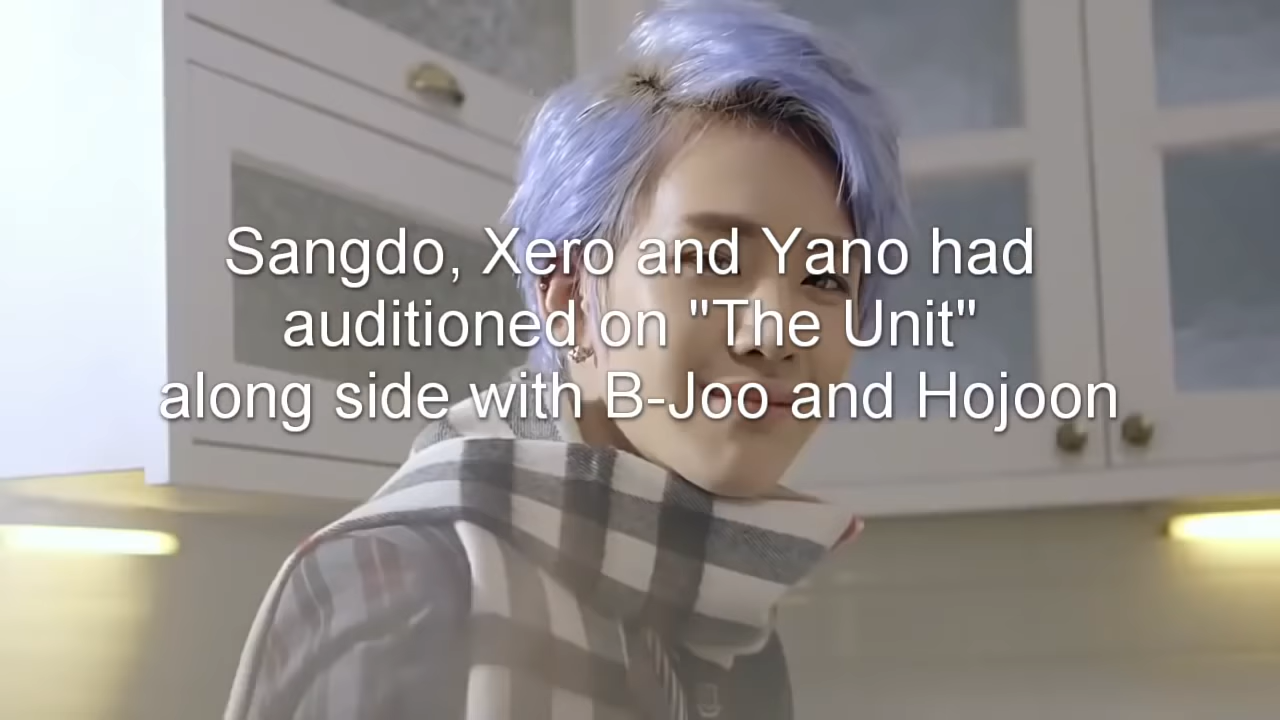 Sangdo, Xero and Yano had
auditioned on "The Unit"
along side with B-Joo and Hojoon